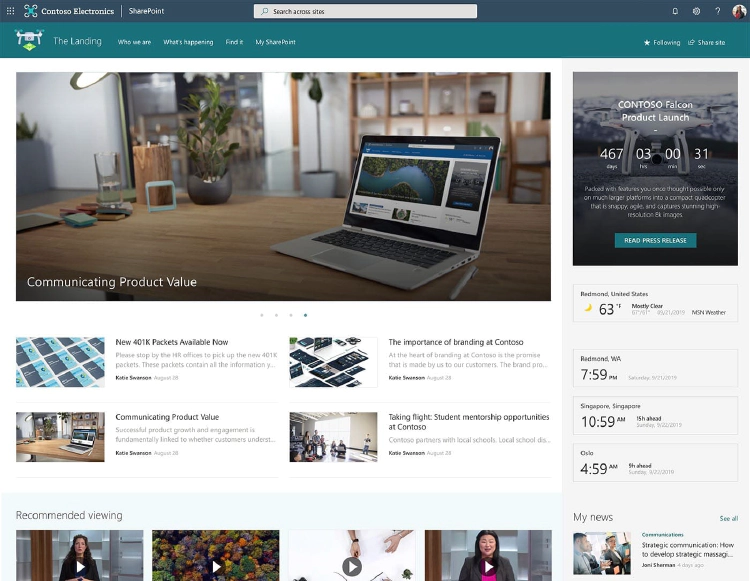 Contoso Electronics
SharePoint
Search across sites
?
The Landing
Who we are
What's happening
Find it
My SharePoint
Following
Share site
Communicating Product Value
CONTOSO Falcon
Product Launch
467 03 00 31
days hrs min sec
Packed with features you once thought possible only
on much larger platforms into a compact quadcopter
that is snappy, agile, and captures stunning high-
resolution 8k images.
READ PRESS RELEASE
Redmond, United States
63 °F
Mostly Clear
67°/61° 09/21/2019
MSN Weather
New 401K Packets Available Now
Please stop by the HR offices to pick up the new 401K
packets. These packets contain all the information y...
Katie Swanson August 28
The importance of branding at Contoso
At the heart of branding at Contoso is the promise
that is made by us to our customers. The brand pro...
Katie Swanson August 28
Redmond, WA
7:59 PM
Saturday, 9/21/2019
Communicating Product Value
Successful product growth and engagement is
fundamentally linked to whether customers underst...
Katie Swanson August 28
Taking flight: Student mentorship opportunities
at Contoso
Contoso partners with local schools. Local school dis...
Katie Swanson August 28
Singapore, Singapore
10:59 AM
15h ahead
Sunday, 9/22/2019
Oslo
4:59 AM
9h ahead
Sunday, 9/22/2019
Recommended viewing
My news
See all
Communications
Strategic communication: How
to develop strategic massagi...
Joni Sharman 4 days ago